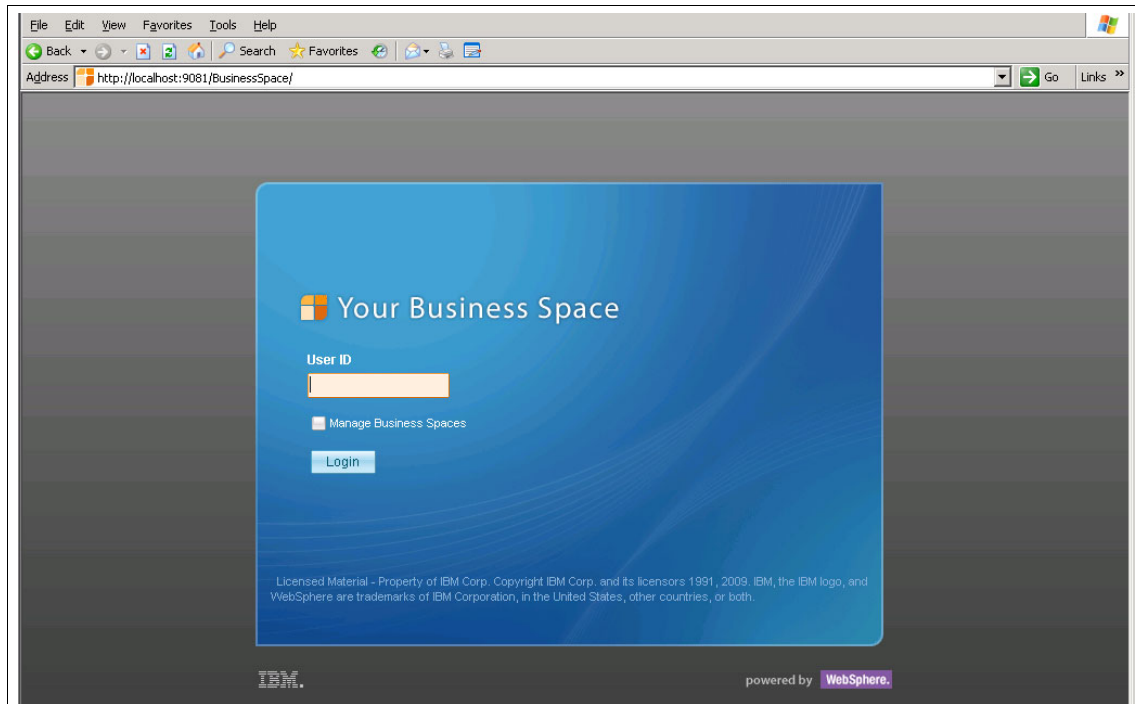 File Edit View Favorites Tools Help
Back Search Favorites
Address http://localhost:9081/BusinessSpace/ Go Links »
Your Business Space
User ID
Manage Business Spaces
Login
Licensed Material - Property of IBM Corp. Copyright IBM Corp. and its licensors 1991, 2009. IBM, the IBM logo, and
WebSphere are trademarks of IBM Corporation, in the United States, other countries, or both.
IBM. powered by WebSphere.